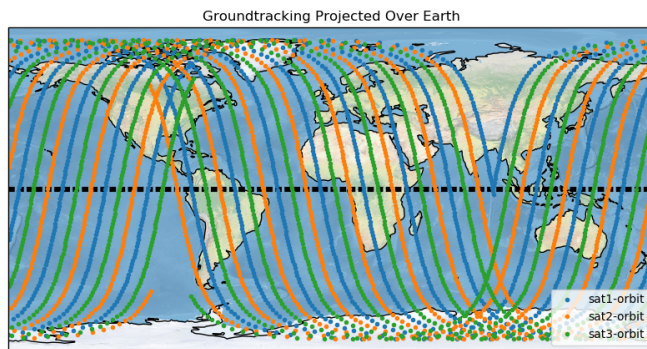 Groundtracking Projected Over Earth
sat1-orbit
sat2-orbit
sat3-orbit